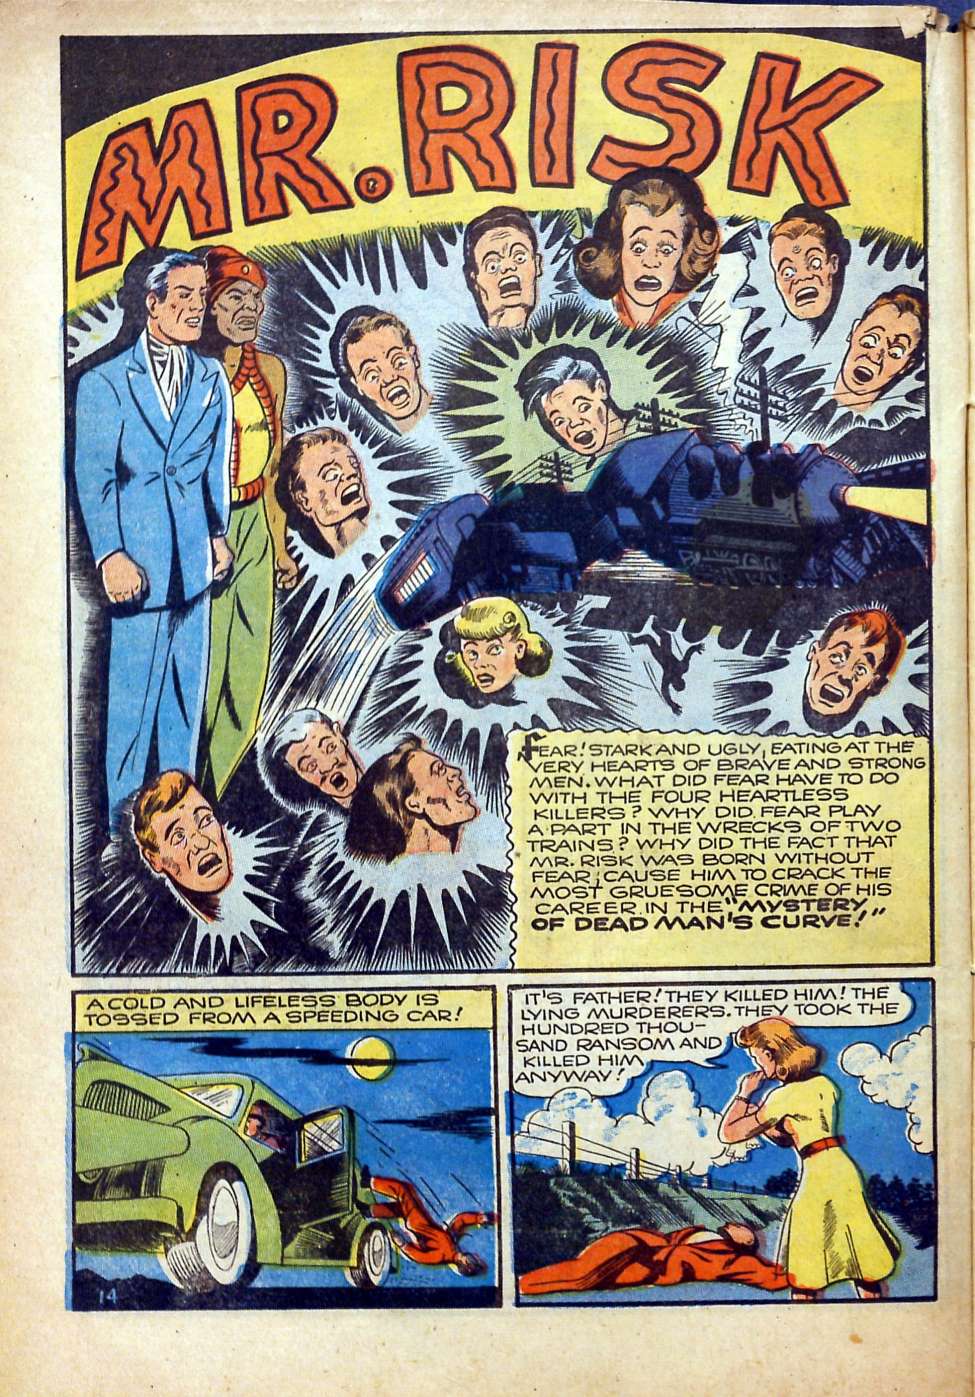 MR. RISK
FEAR! STARK AND UGLY, EATING AT THE
VERY HEARTS OF BRAVE AND STRONG
MEN. WHAT DID FEAR HAVE TO DO
WITH THE FOUR HEARTLESS
KILLERS? WHY DID FEAR PLAY
A PART IN THE WRECKS OF TWO
TRAINS? WHY DID THE FACT THAT
MR. RISK WAS BORN WITHOUT
FEAR, CAUSE HIM TO CRACK THE
MOST GRUESOME CRIME OF HIS
CAREER IN THE "MYSTERY
OF DEAD MAN'S CURVE!"
A COLD AND LIFELESS BODY IS
TOSSED FROM A SPEEDING CAR!
IT'S FATHER! THEY KILLED HIM! THE
LYING MURDERERS. THEY TOOK THE
HUNDRED THOU-
SAND RANSOM AND
KILLED HIM
ANYWAY!
14